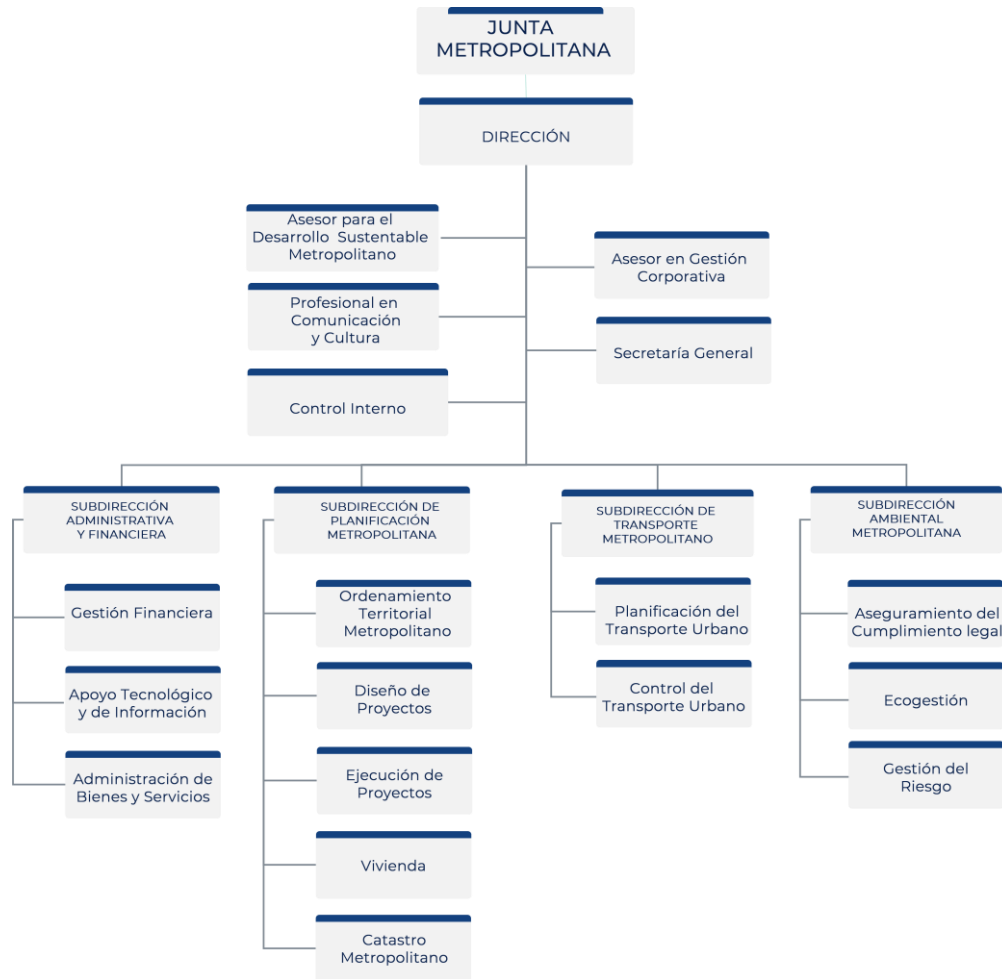 JUNTA
METROPOLITANA
DIRECCIÓN
Asesor para el
Desarrollo Sustentable
Metropolitano
Asesor en Gestión
Corporativa
Profesional en
Comunicación
y Cultura
Secretaría General
Control Interno
SUBDIRECCIÓN
ADMINISTRATIVA
Y FINANCIERA
Gestión Financiera
Apoyo Tecnológico
y de Información
Administración de
Bienes y Servicios
SUBDIRECCIÓN DE
PLANIFICACIÓN
METROPOLITANA
Ordenamiento
Territorial
Metropolitano
Diseño de
Proyectos
Ejecución de
Proyectos
Vivienda
Catastro
Metropolitano
SUBDIRECCIÓN DE
TRANSPORTE
METROPOLITANO
Planificación del
Transporte Urbano
Control del
Transporte Urbano
SUBDIRECCIÓN
AMBIENTAL
METROPOLITANA
Aseguramiento del
Cumplimiento legal
Ecogestión
Gestión del
Riesgo